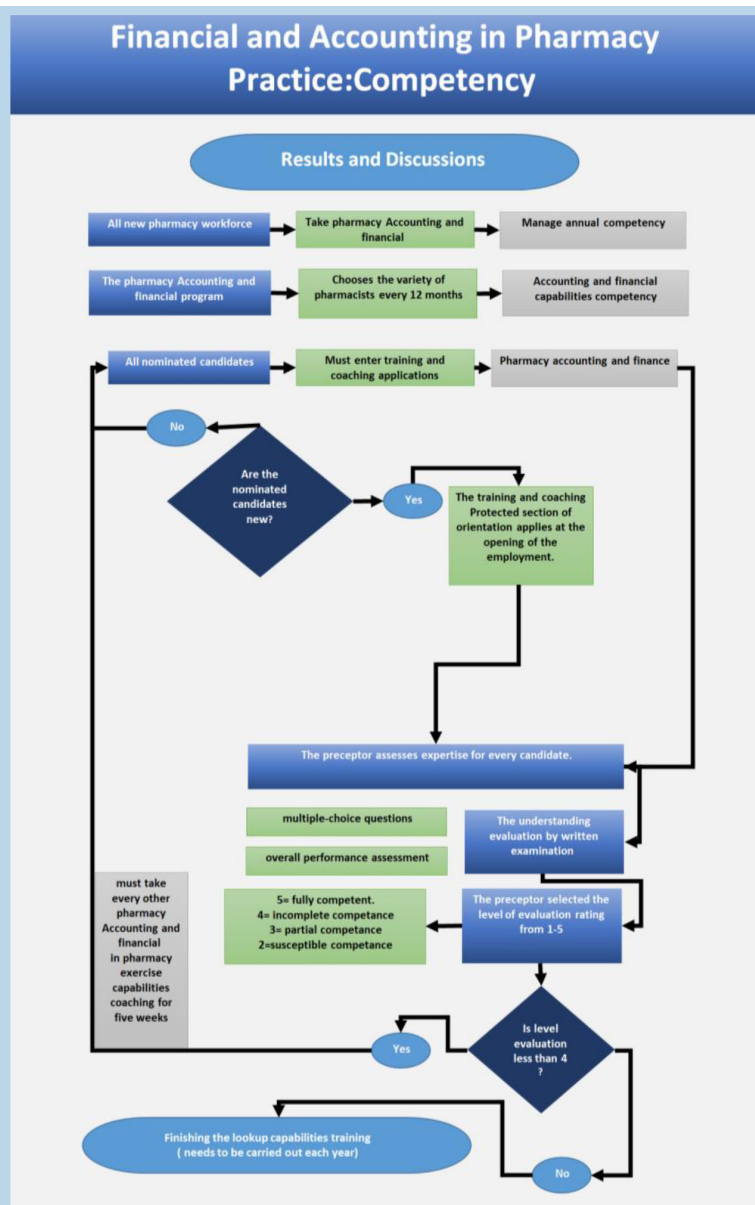 Financial and Accounting in Pharmacy
Practice:Competency
Results and Discussions
All new pharmacy workforce
Take pharmacy Accounting and
financial
Manage annual competency
The pharmacy Accounting and
financial program
Chooses the variety of
pharmacists every 12 months
Accounting and financial
capabilities competency
All nominated candidates
Must enter training and
coaching applications
Pharmacy accounting and finance
No
Are the
nominated
candidates
new?
Yes
The training and coaching
Protected section of
orientation applies at the
opening of the
employment.
The preceptor assesses expertise for every candidate.
multiple-choice questions
overall performance assessment
The understanding
evaluation by written
examination
5= fully competent.
4= incomplete competance
3= partial competance
2=susceptible competance
The preceptor selected the
level of evaluation rating
from 1-5
must take
every other
pharmacy
Accounting and
financial
in pharmacy
exercise
capabilities
coaching for
five weeks
Is level
evaluation
less than 4
?
Yes
Finishing the lookup capabilities training
( needs to be carried out each year)
No